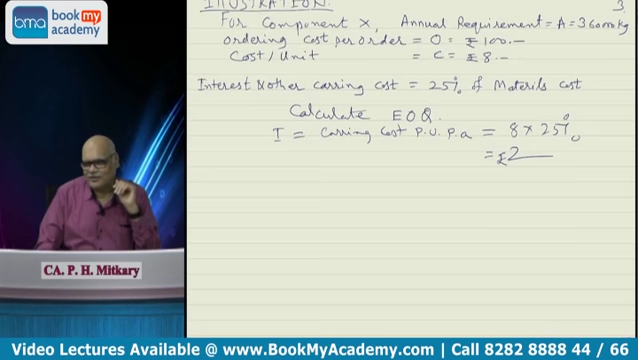 bma
book my
academy
ILLUSTRATION. 3
For Component X, Annual Requirement = A = 36000 kg
ordering Cost per order = O = ₹ 100.—
Cost / Unit = C = ₹ 8.—
Interest & other carring cost = 25% of Materils cost
Calculate EOQ.
I = Carring Cost P.U. P.a = 8 x 25%
= ₹ 2
CA. P. H. Mitkary
Video Lectures Available @ www.BookMyAcademy.com | Call 8282 8888 44 / 66